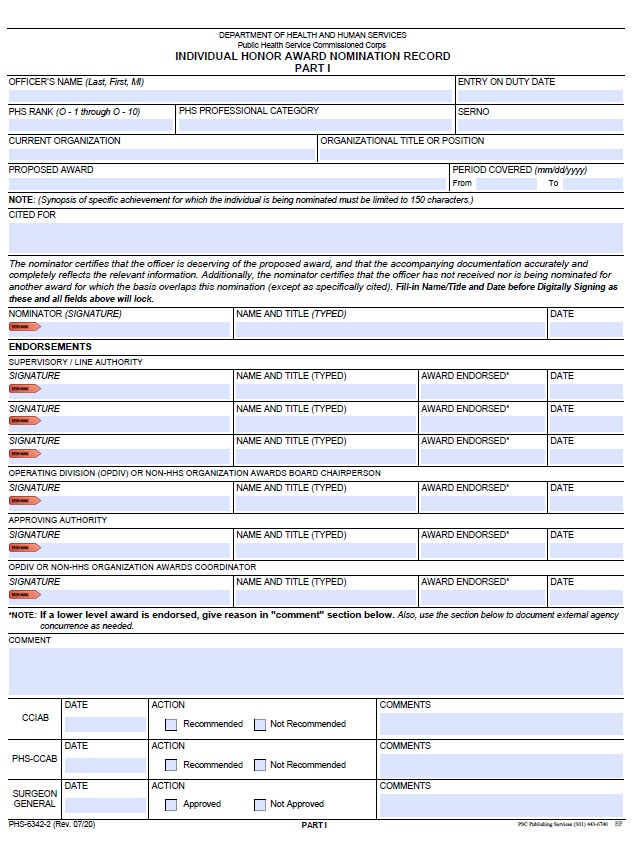 DEPARTMENT OF HEALTH AND HUMAN SERVICES
Public Health Service Commissioned Corps
INDIVIDUAL HONOR AWARD NOMINATION RECORD
PART I
OFFICER'S NAME (Last, First, MI) ENTRY ON DUTY DATE
PHS RANK (O - 1 through O - 10) PHS PROFESSIONAL CATEGORY SERNO
CURRENT ORGANIZATION ORGANIZATIONAL TITLE OR POSITION
PROPOSED AWARD PERIOD COVERED (mm/dd/yyyy)
From To
NOTE: (Synopsis of specific achievement for which the individual is being nominated must be limited to 150 characters.)
CITED FOR
The nominator certifies that the officer is deserving of the proposed award, and that the accompanying documentation accurately and
completely reflects the relevant information. Additionally, the nominator certifies that the officer has not received nor is being nominated for
another award for which the basis overlaps this nomination (except as specifically cited). Fill-in Name/Title and Date before Digitally Signing as
these and all fields above will lock.
NOMINATOR (SIGNATURE) NAME AND TITLE (TYPED) DATE
ENDORSEMENTS
SUPERVISORY / LINE AUTHORITY
SIGNATURE NAME AND TITLE (TYPED) AWARD ENDORSED* DATE
SIGNATURE NAME AND TITLE (TYPED) AWARD ENDORSED* DATE
SIGNATURE NAME AND TITLE (TYPED) AWARD ENDORSED* DATE
OPERATING DIVISION (OPDIV) OR NON-HHS ORGANIZATION AWARDS BOARD CHAIRPERSON
SIGNATURE NAME AND TITLE (TYPED) AWARD ENDORSED* DATE
APPROVING AUTHORITY
SIGNATURE NAME AND TITLE (TYPED) AWARD ENDORSED* DATE
OPDIV OR NON-HHS ORGANIZATION AWARDS COORDINATOR
SIGNATURE NAME AND TITLE (TYPED) AWARD ENDORSED* DATE
*NOTE: If a lower level award is endorsed, give reason in "comment" section below. Also, use the section below to document external agency
concurrence as needed.
COMMENT
CCIAB DATE ACTION COMMENTS
Recommended Not Recommended
PHS-CCAB DATE ACTION COMMENTS
Recommended Not Recommended
SURGEON GENERAL DATE ACTION COMMENTS
Approved Not Approved
PHS-6342-2 (Rev. 07/20) PART I PSC Publishing Services (301) 443-6740 EF